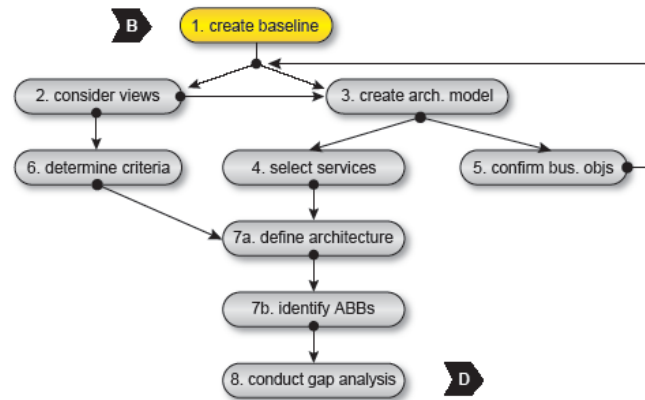 B
1. create baseline
2. consider views
3. create arch. model
6. determine criteria
4. select services
5. confirm bus. objs
7a. define architecture
7b. identify ABBs
8. conduct gap analysis
D